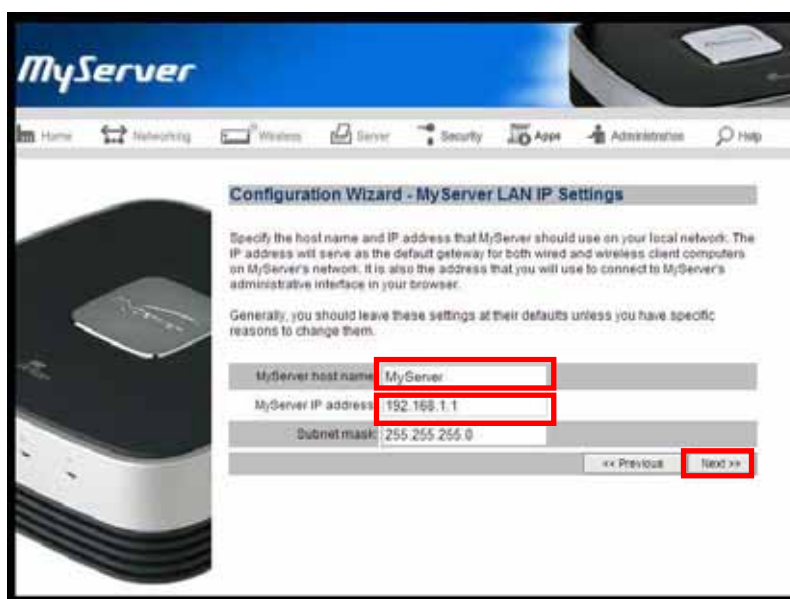 MyServer
Home Networking Wireless Server Security Apps Administration Help
Configuration Wizard - MyServer LAN IP Settings
Specify the host name and IP address that MyServer should use on your local network. The
IP address will serve as the default geteway for both wired and wireless client computers
on MyServer's network. It is also the address that you will use to connect to MyServer's
administrative interface in your browser.
Generally, you should leave these settings at their defaults unless you have specific
reasons to change them.
MyServer host name: MyServer
MyServer IP address: 192.168.1.1
Subnet mask: 255.255.255.0
<< Previous Next >>